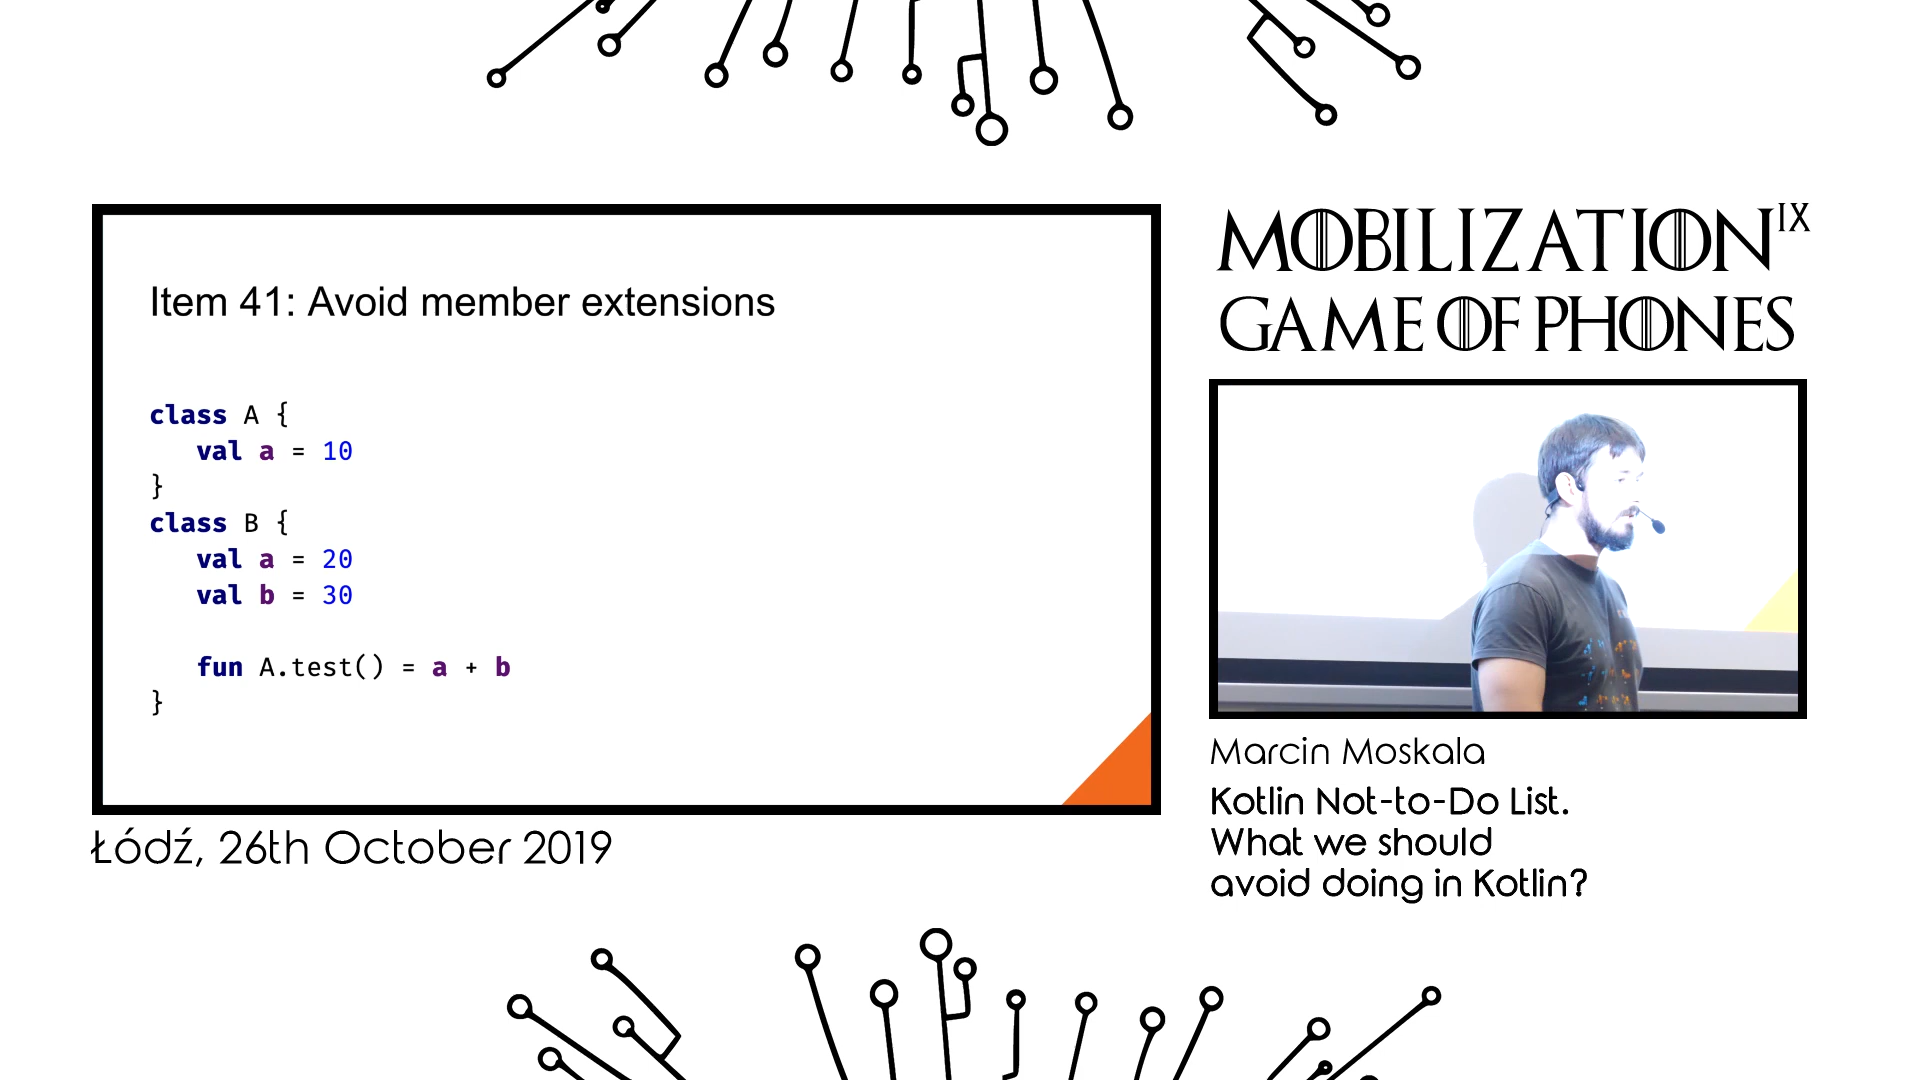 Item 41: Avoid member extensions
class A {
val a = 10
}
class B {
val a = 20
val b = 30
fun A.test() = a + b
}
Łódź, 26th October 2019
MOBILIZATION IX
GAME OF PHONES
Marcin Moskala
Kotlin Not-to-Do List.
What we should
avoid doing in Kotlin?